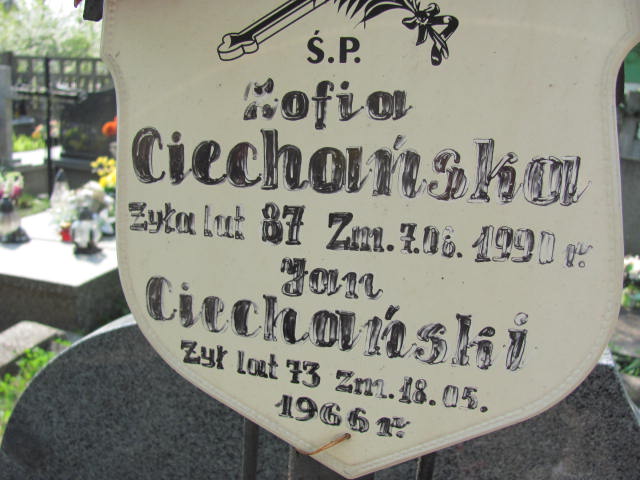 Ś.P.
Zofia
Ciechańska
Żyła lat 87 Zm. 7.06. 1990 r.
Jan
Ciechański
Żył lat 73 zm. 18.05.
1966 r.